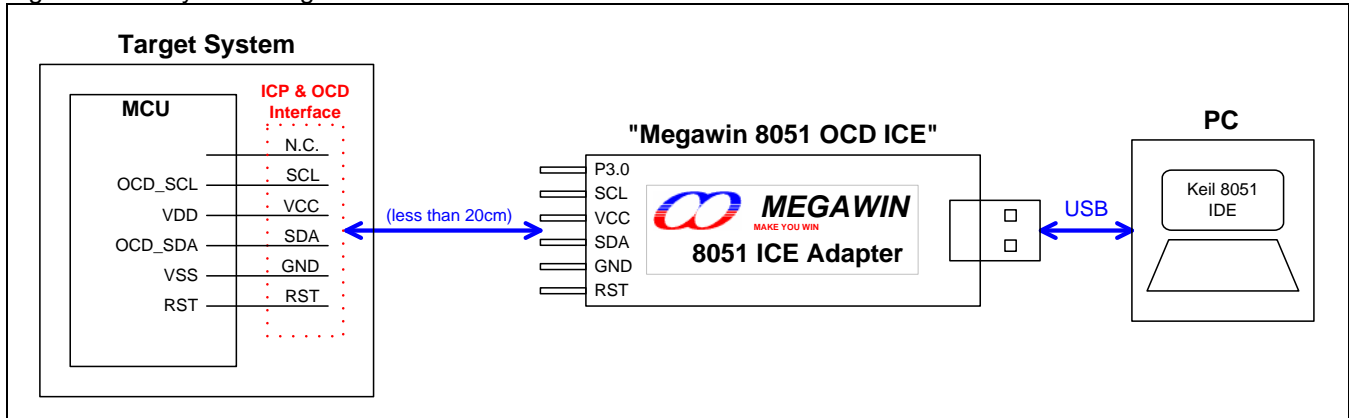 Target System
MCU
ICP & OCD
Interface
N.C.
OCD_SCL SCL
VDD VCC
OCD_SDA SDA
VSS GND
RST RST
(less than 20cm)
"Megawin 8051 OCD ICE"
P3.0
SCL
VCC
SDA
GND
RST
MEGAWIN
MAKE YOU WIN
8051 ICE Adapter
USB
PC
Keil 8051
IDE